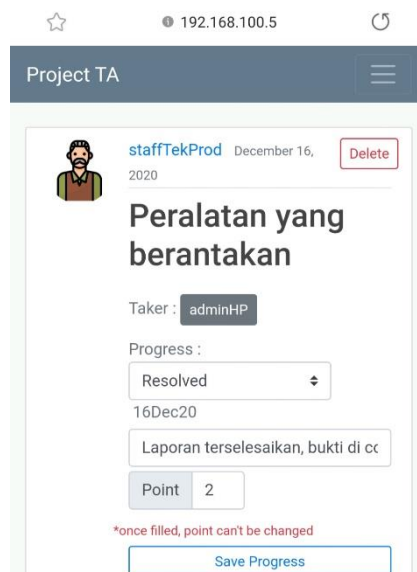 192.168.100.5
Project TA
staffTekProd December 16, Delete
2020
Peralatan yang
berantakan
Taker : adminHP
Progress :
Resolved
16Dec20
Laporan terselesaikan, bukti di cc
Point 2
*once filled, point can't be changed
Save Progress